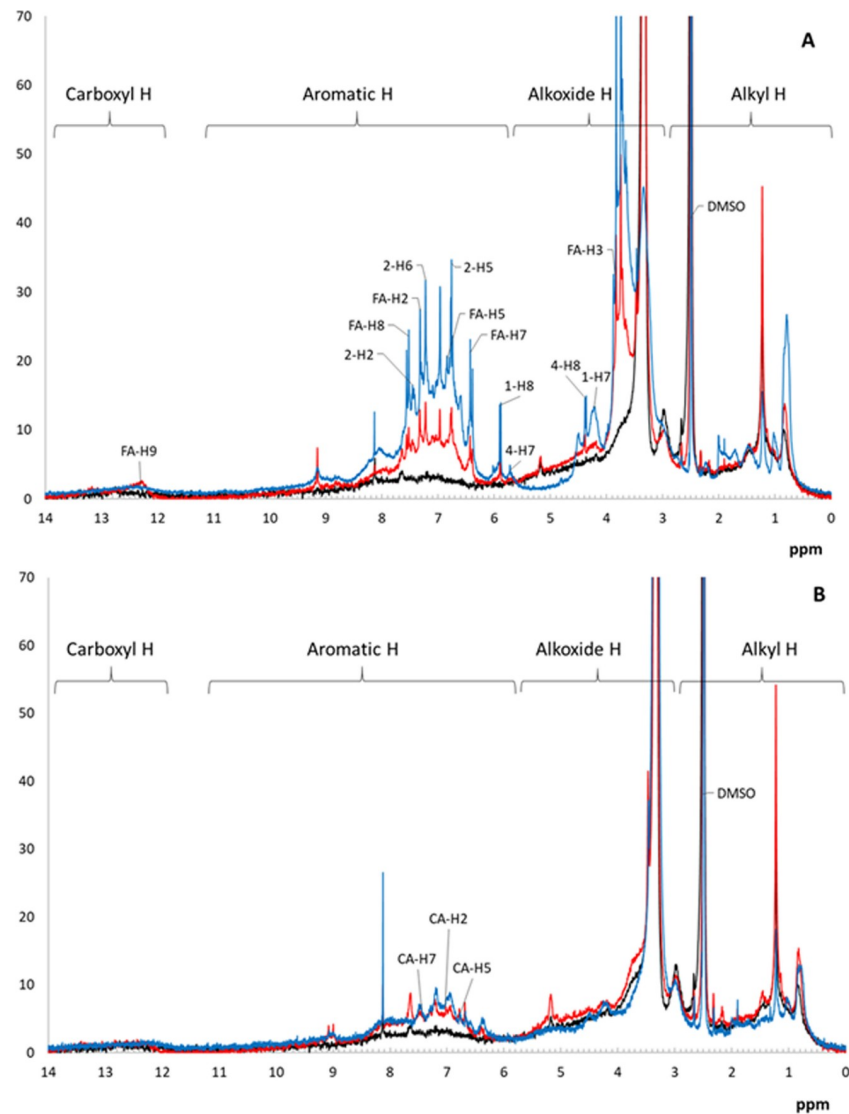 70
A
60
Carboxyl H Aromatic H Alkoxide H Alkyl H
50
40
DMSO
2-H6 2-H5 FA-H3
30
FA-H2
FA-H8 FA-H5
2-H2 FA-H7
20
4-H8 1-H7
1-H8
10
FA-H9 4-H7
0
14 13 12 11 10 9 8 7 6 5 4 3 2 1 0
ppm
70
B
60
Carboxyl H Aromatic H Alkoxide H Alkyl H
50
40
DMSO
30
20
CA-H2
CA-H7 CA-H5
10
0
14 13 12 11 10 9 8 7 6 5 4 3 2 1 0
ppm